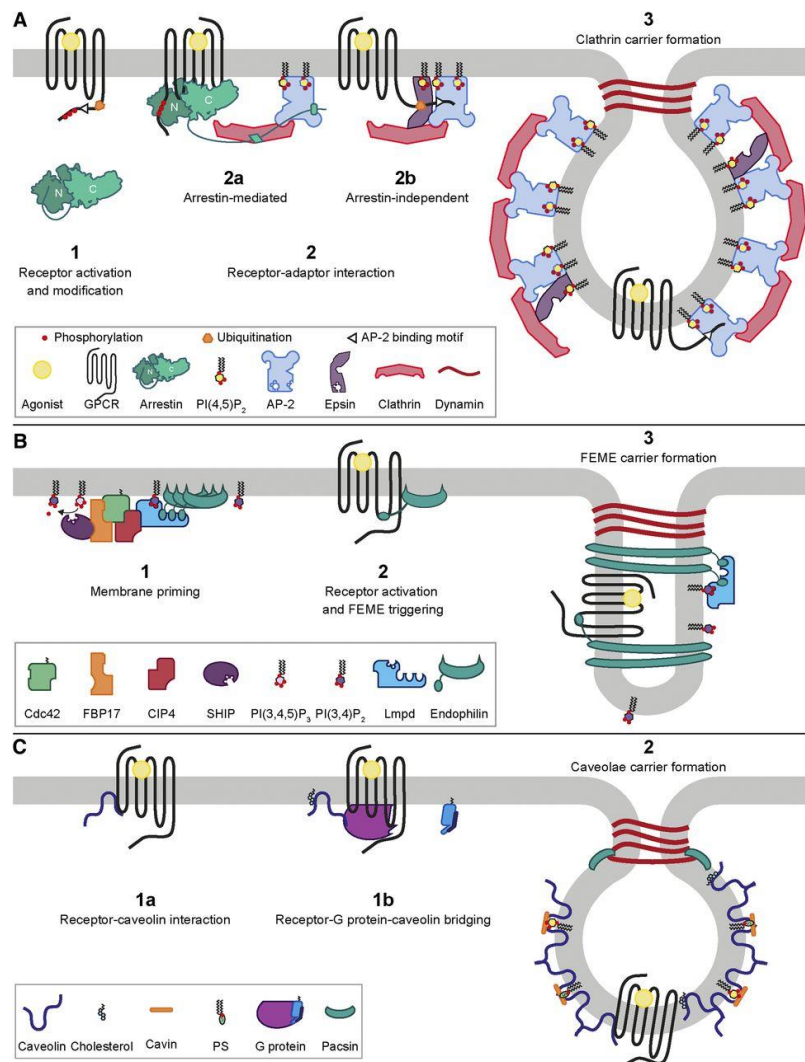 A
3
Clathrin carrier formation
N
C
N
C
2a
Arrestin-mediated
2b
Arrestin-independent
1
Receptor activation
and modification
2
Receptor-adaptor interaction
Phosphorylation
Ubiquitination
AP-2 binding motif
N
C
Agonist
GPCR
Arrestin
PI(4,5)P2
AP-2
Epsin
Clathrin
Dynamin
B
3
FEME carrier formation
1
Membrane priming
2
Receptor activation
and FEME triggering
Cdc42
FBP17
CIP4
SHIP
PI(3,4,5)P3
PI(3,4)P2
Lmpd
Endophilin
C
2
Caveolae carrier formation
1a
Receptor-caveolin interaction
1b
Receptor-G protein-caveolin bridging
Caveolin
Cholesterol
Cavin
PS
G protein
Pacsin